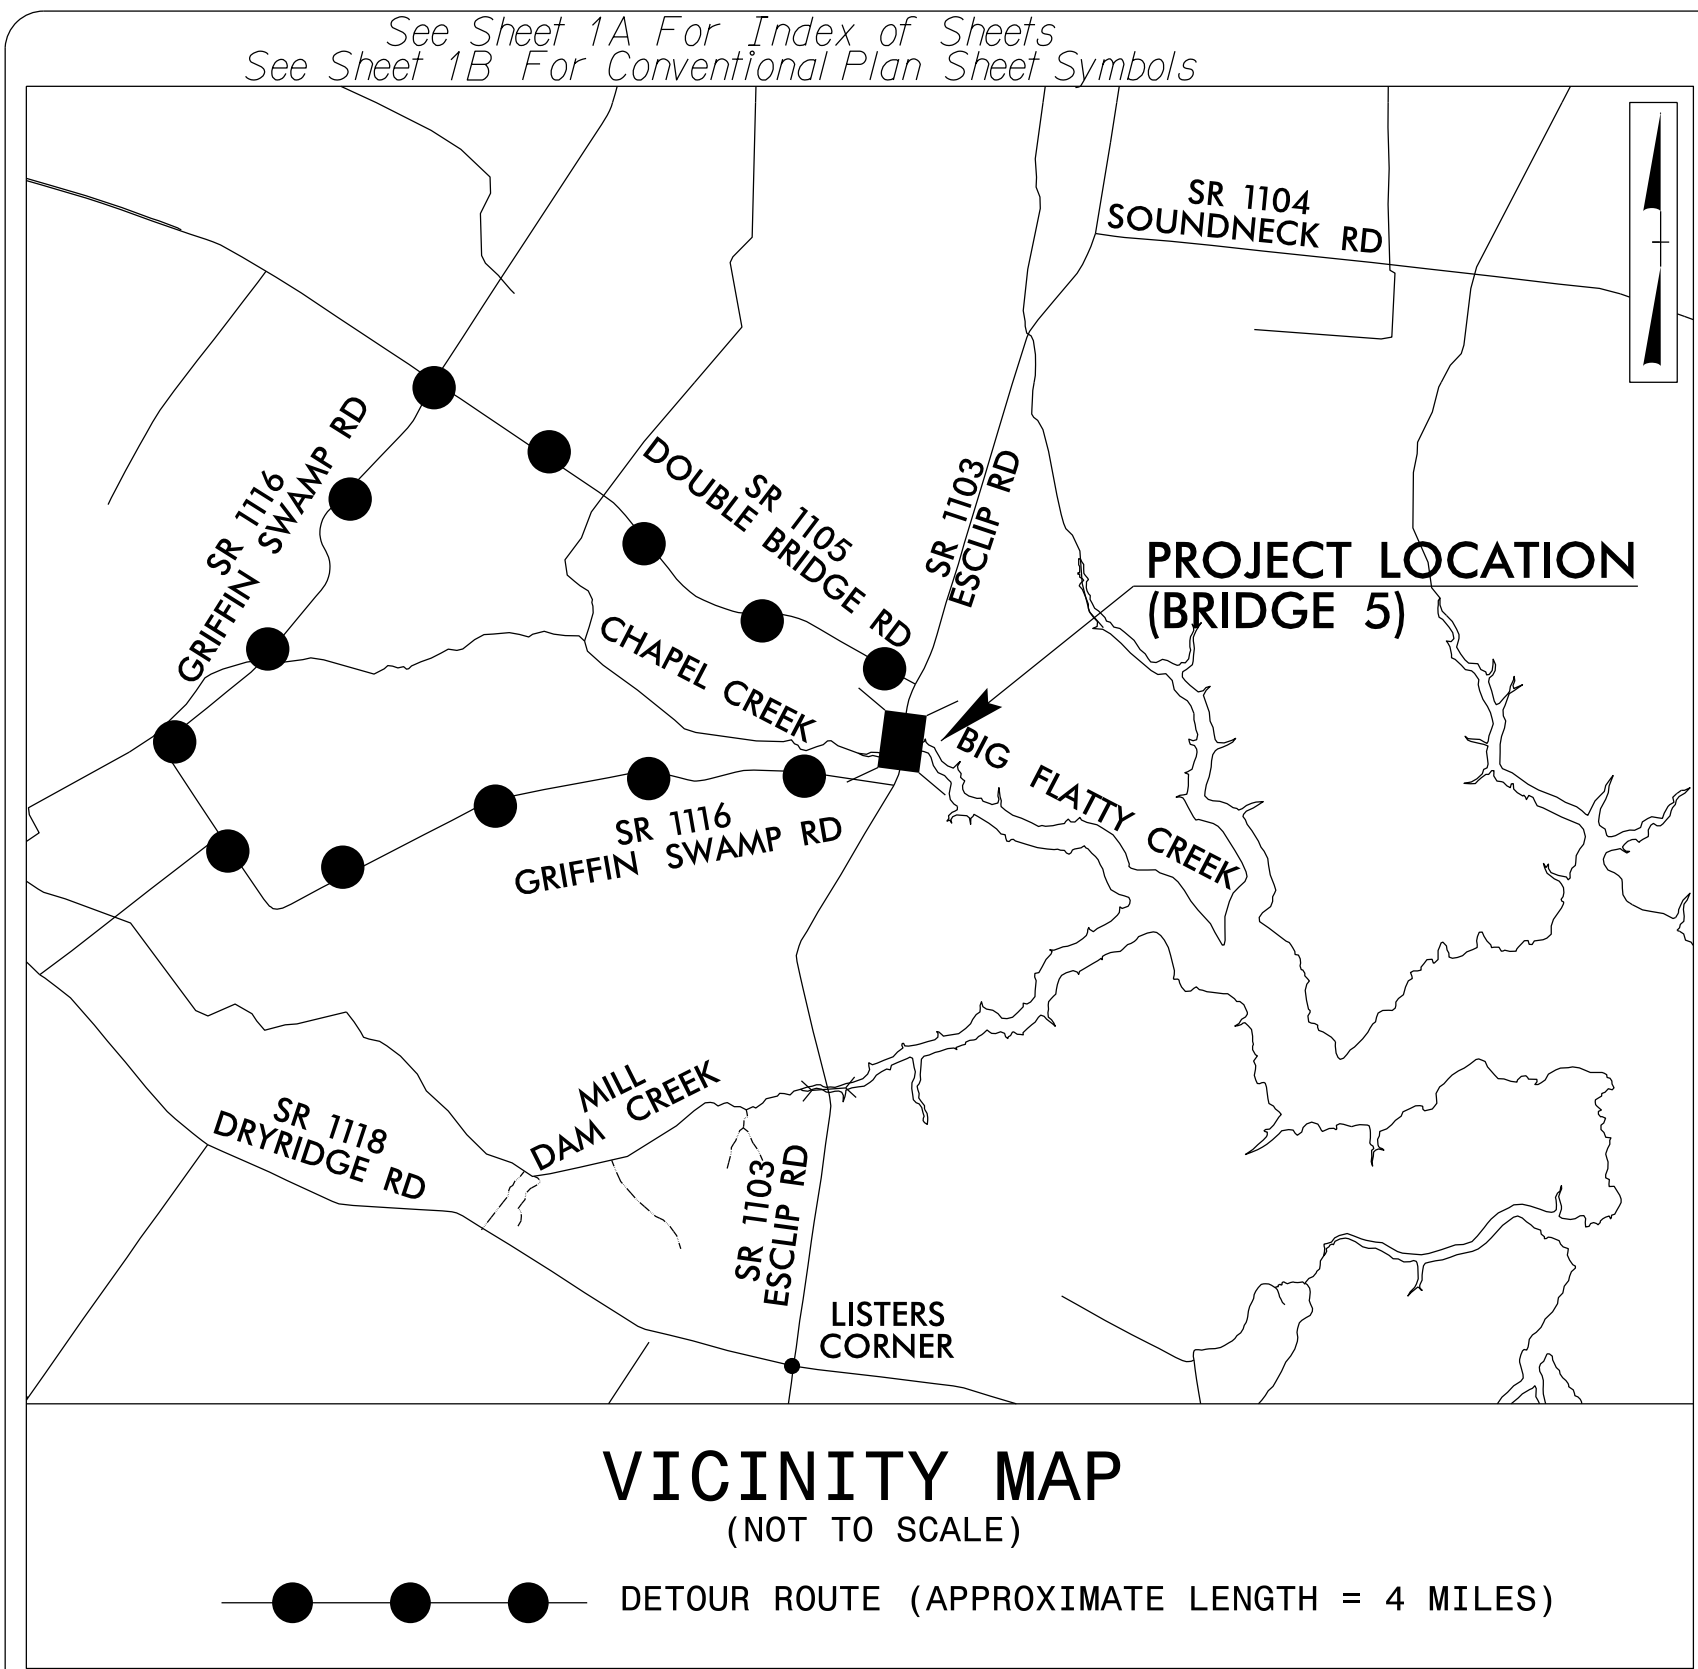 See Sheet 1A For Index of Sheets
See Sheet 1B For Conventional Plan Sheet Symbols
SR 1104
SOUNDNECK RD
SR 1116
GRIFFIN SWAMP RD
SR 1105
DOUBLE BRIDGE RD
SR 1103
ESCLIP RD
PROJECT LOCATION
(BRIDGE 5)
CHAPEL CREEK
BIG FLATTY CREEK
SR 1116
GRIFFIN SWAMP RD
MILL
DAM CREEK
SR 1118
DRYRIDGE RD
SR 1103
ESCLIP RD
LISTERS
CORNER
VICINITY MAP
(NOT TO SCALE)
DETOUR ROUTE (APPROXIMATE LENGTH = 4 MILES)